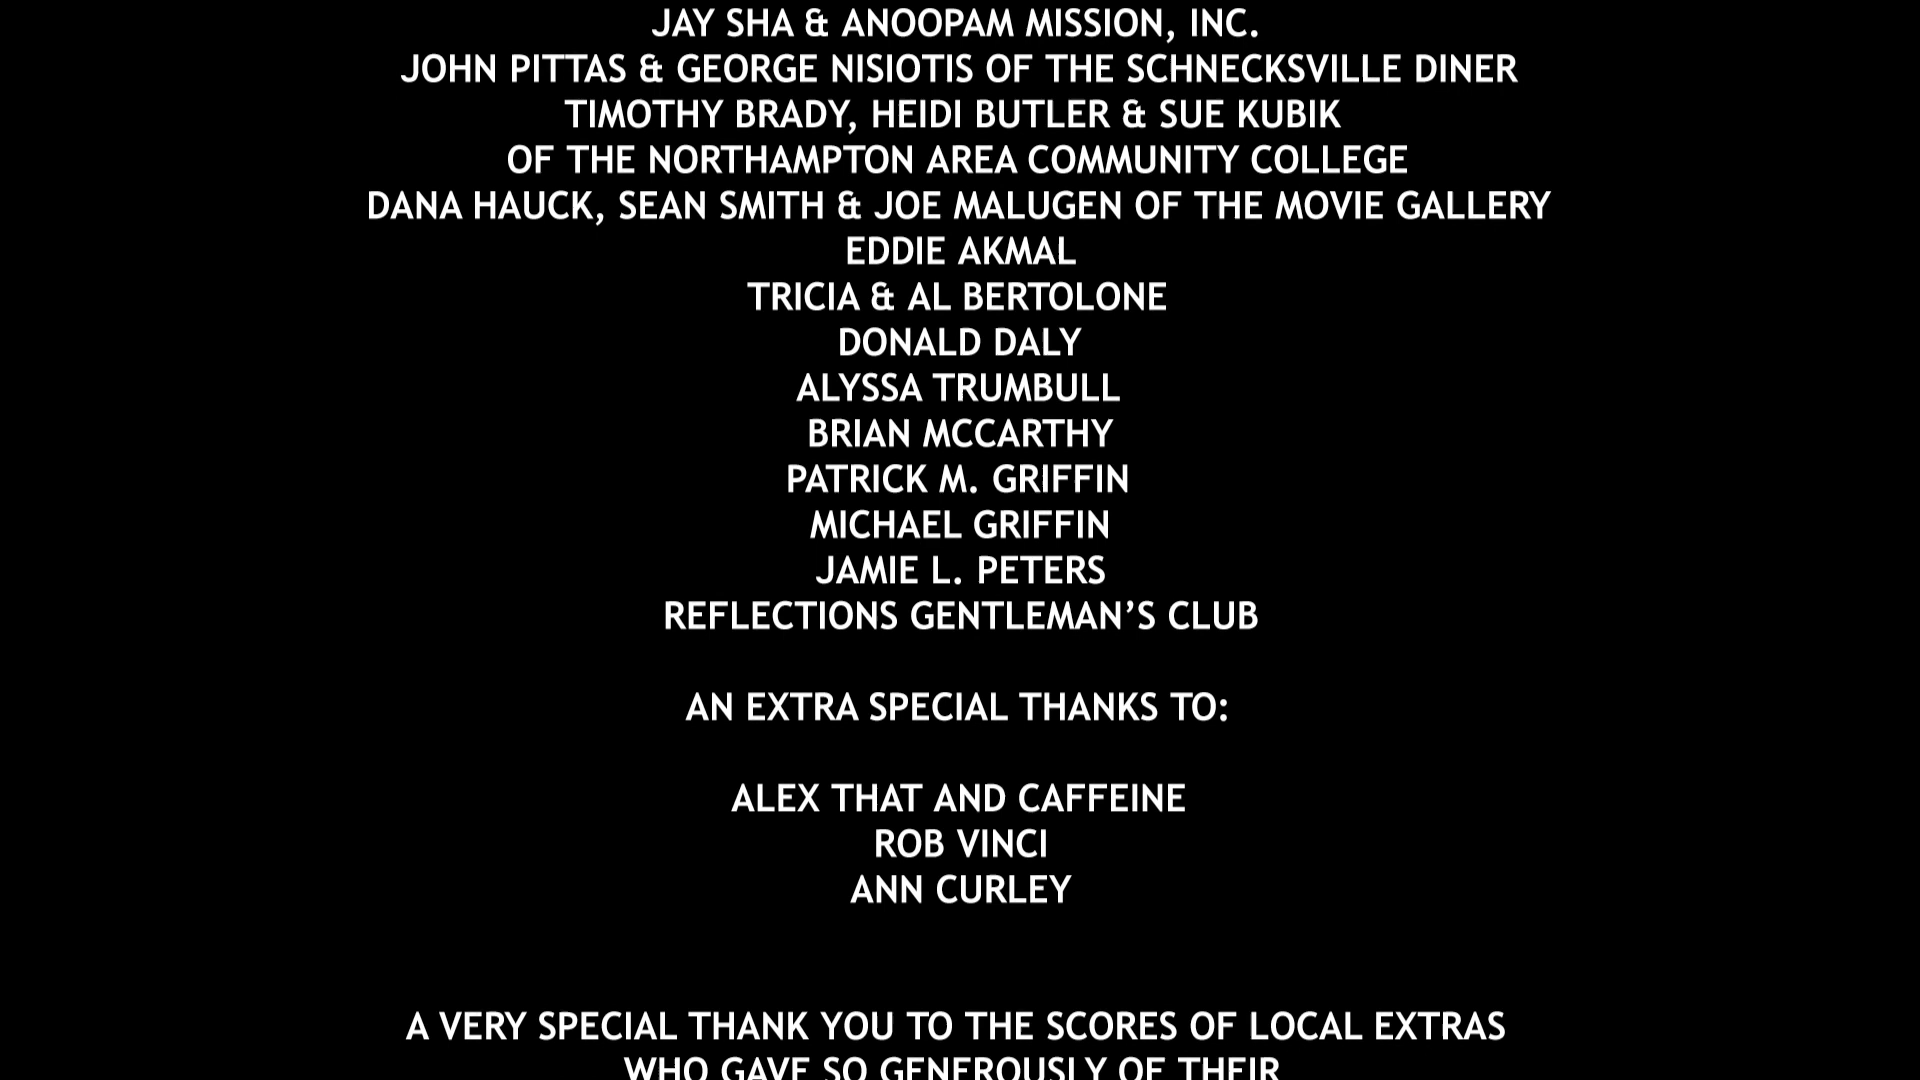 JAY SHA & ANOOPAM MISSION, INC.
JOHN PITTAS & GEORGE NISIOTIS OF THE SCHNECKSVILLE DINER
TIMOTHY BRADY, HEIDI BUTLER & SUE KUBIK
OF THE NORTHAMPTON AREA COMMUNITY COLLEGE
DANA HAUCK, SEAN SMITH & JOE MALUGEN OF THE MOVIE GALLERY
EDDIE AKMAL
TRICIA & AL BERTOLONE
DONALD DALY
ALYSSA TRUMBULL
BRIAN MCCARTHY
PATRICK M. GRIFFIN
MICHAEL GRIFFIN
JAMIE L. PETERS
REFLECTIONS GENTLEMAN’S CLUB
AN EXTRA SPECIAL THANKS TO:
ALEX THAT AND CAFFEINE
ROB VINCI
ANN CURLEY
A VERY SPECIAL THANK YOU TO THE SCORES OF LOCAL EXTRAS
WHO GAVE SO GENEROUSLY OF THEIR